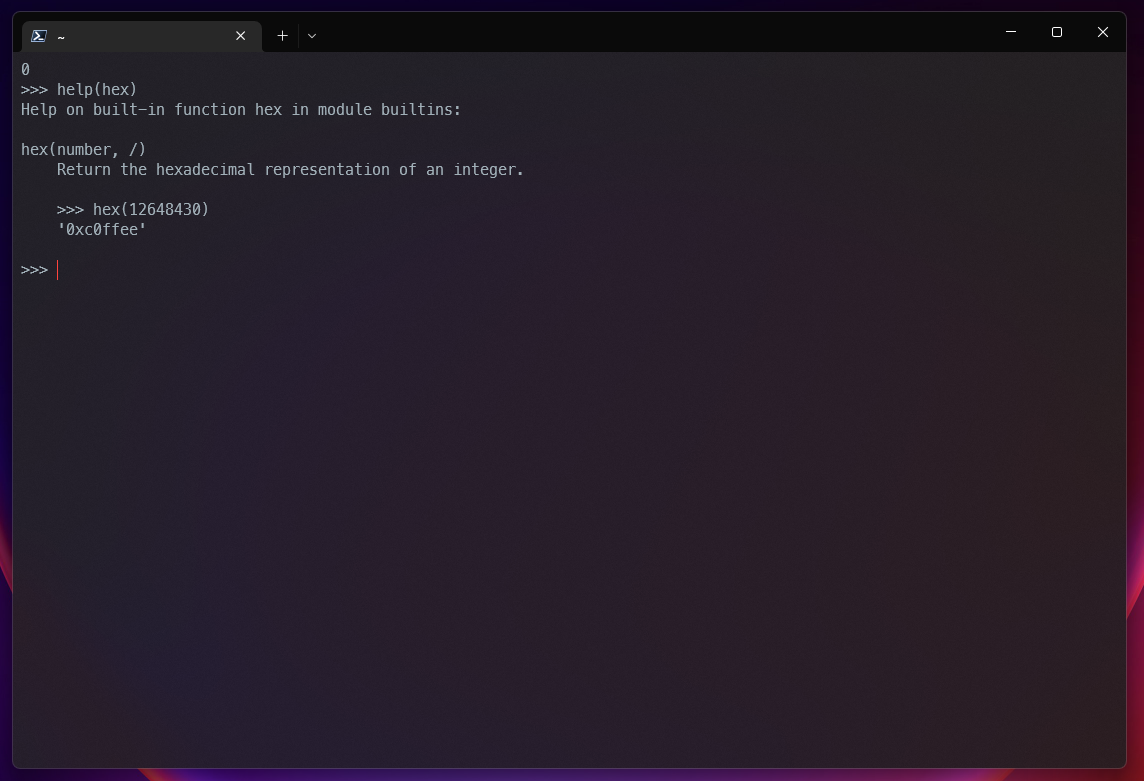 ~
0
>>> help(hex)
Help on built-in function hex in module builtins:
hex(number, /)
    Return the hexadecimal representation of an integer.
    >>> hex(12648430)
    '0xc0ffee'
>>>